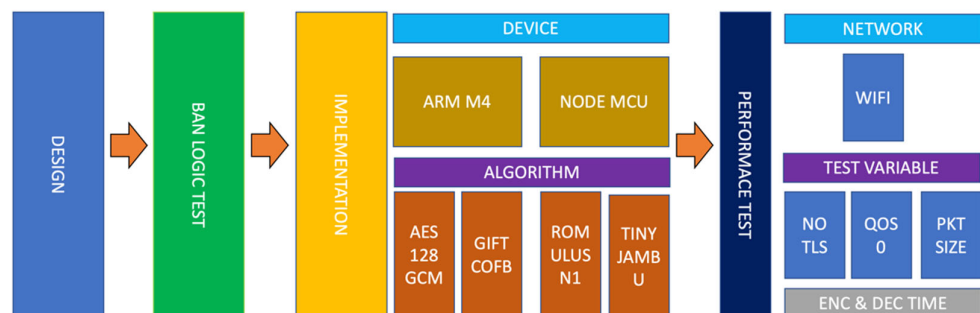 DESIGN
BAN LOGIC TEST
IMPLEMENTATION
DEVICE
ARM M4
NODE MCU
ALGORITHM
AES
128
GCM
GIFT
COFB
ROM
ULUS
N1
TINY
JAMB
U
PERFORMACE TEST
NETWORK
WIFI
TEST VARIABLE
NO
TLS
QOS
0
PKT
SIZE
ENC & DEC TIME